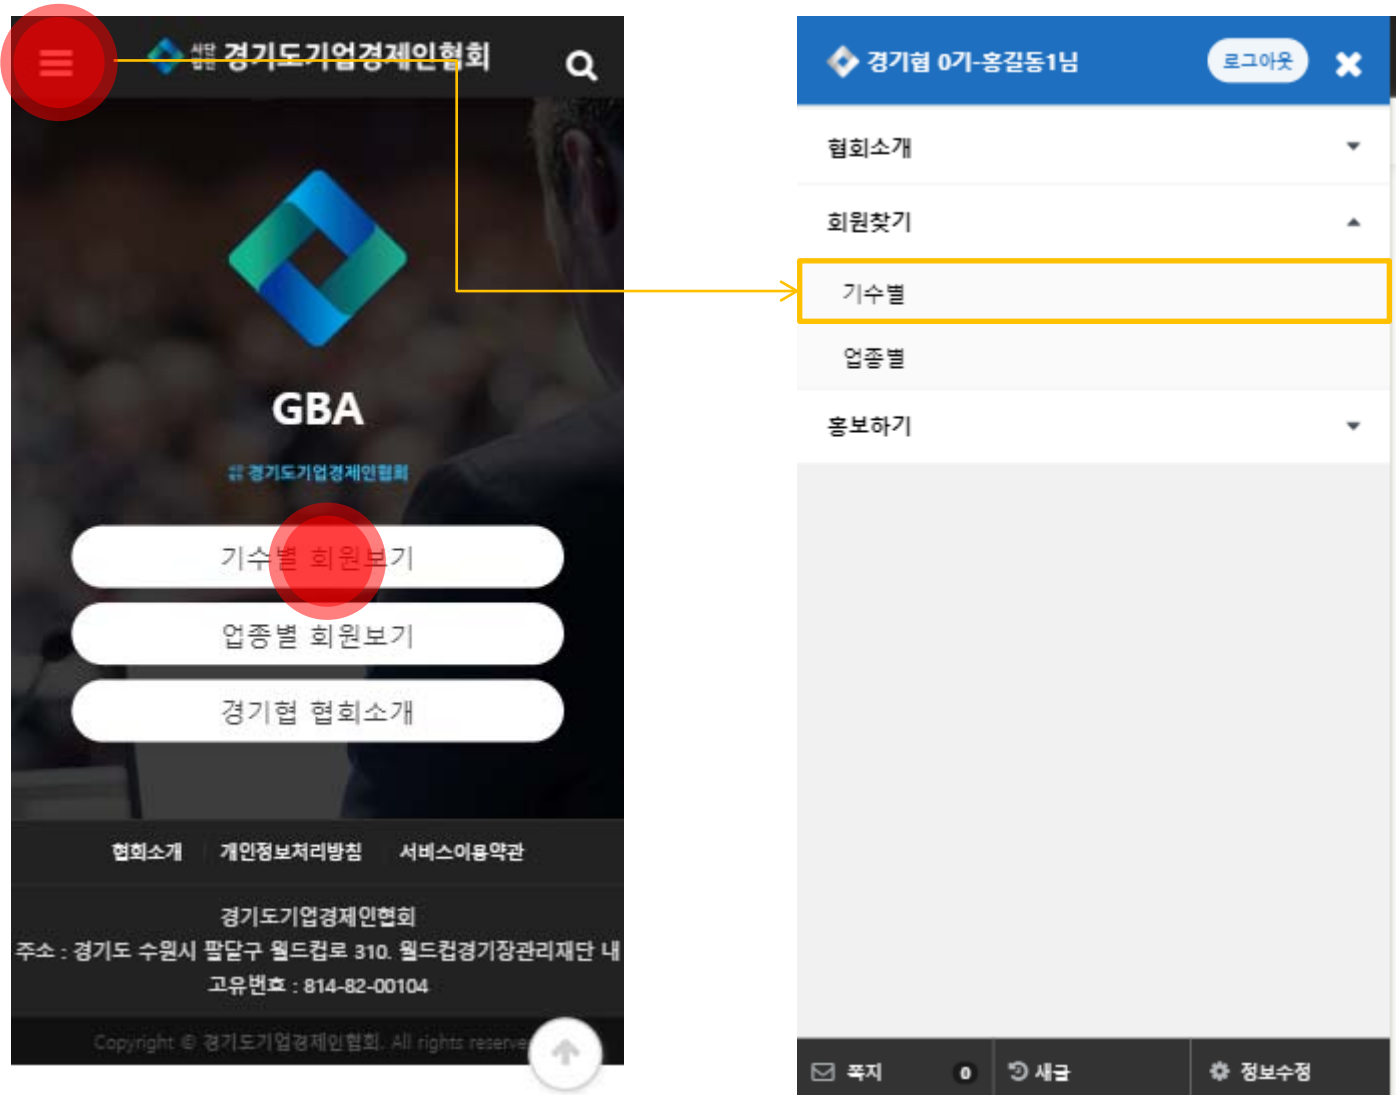 사단법인 경기도기업경제인협회
GBA
사단법인 경기도기업경제인협회
기수별 회원보기
업종별 회원보기
경기협 협회소개
협회소개 개인정보처리방침 서비스이용약관
경기도기업경제인협회
주소 : 경기도 수원시 팔달구 월드컵로 310. 월드컵경기장관리재단 내
고유번호 : 814-82-00104
Copyright © 경기도기업경제인협회. All rights reserve
경기협 0기-홍길동1님 로그아웃
협회소개
회원찾기
기수별
업종별
홍보하기
쪽지 0 새글 정보수정